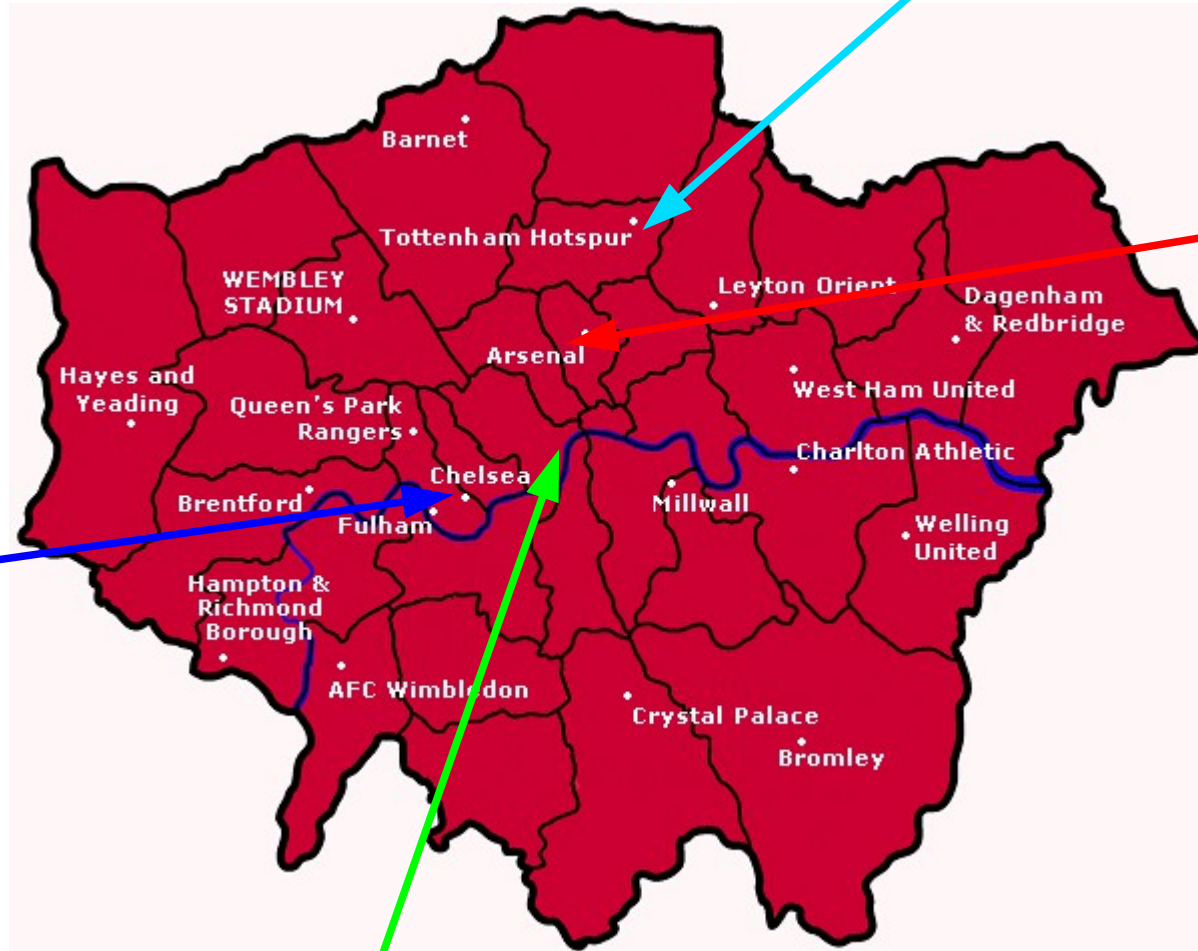 Barnet
Tottenham Hotspur
WEMBLEY
STADIUM
Leyton Orient
Dagenham
& Redbridge
Arsenal
Hayes and
Yeading
West Ham United
Queen's Park
Rangers
Charlton Athletic
Chelsea
Brentford
Millwall
Fulham
Welling
United
Hampton &
Richmond
Borough
AFC Wimbledon
Crystal Palace
Bromley